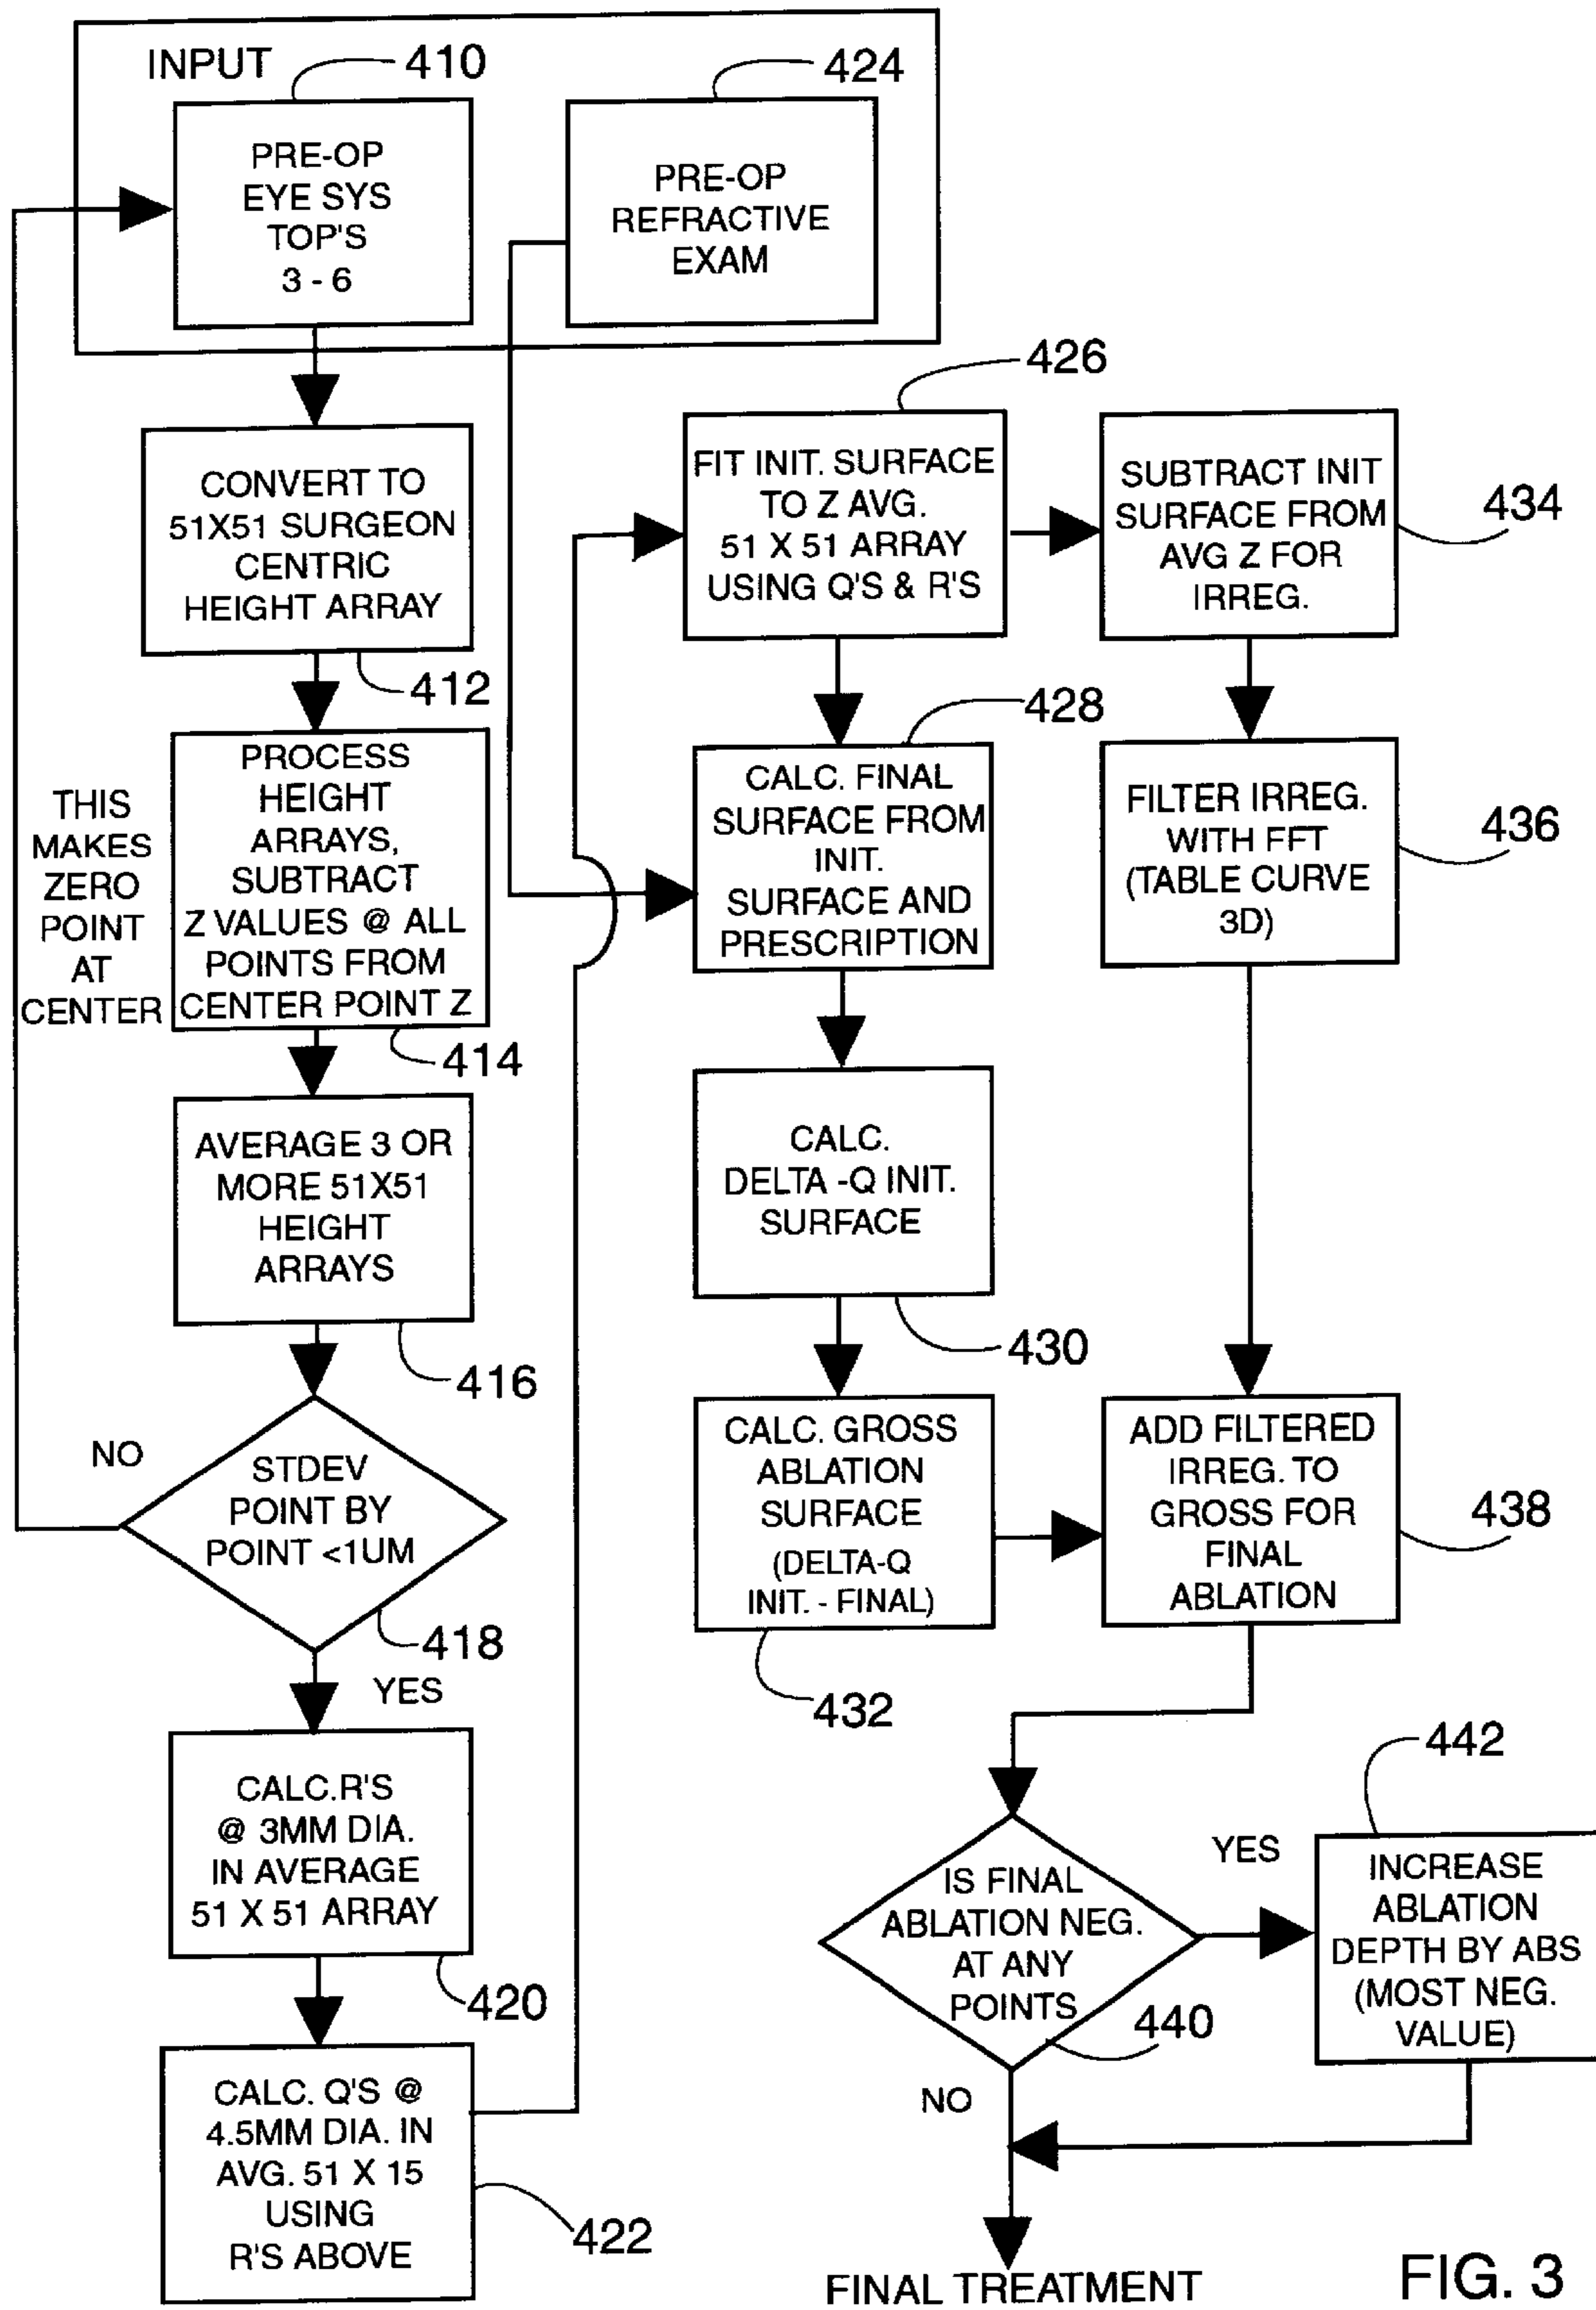 INPUT
410
PRE-OP
EYE SYS
TOP'S
3 - 6
424
PRE-OP
REFRACTIVE
EXAM
CONVERT TO
51X51 SURGEON
CENTRIC
HEIGHT ARRAY
412
THIS
MAKES
ZERO
POINT
AT
CENTER
PROCESS
HEIGHT
ARRAYS,
SUBTRACT
Z VALUES @ ALL
POINTS FROM
CENTER POINT Z
414
AVERAGE 3 OR
MORE 51X51
HEIGHT
ARRAYS
416
NO
STDEV
POINT BY
POINT <1UM
418
YES
CALC.R'S
@ 3MM DIA.
IN AVERAGE
51 X 51 ARRAY
420
CALC. Q'S @
4.5MM DIA. IN
AVG. 51 X 15
USING
R'S ABOVE
422
426
FIT INIT. SURFACE
TO Z AVG.
51 X 51 ARRAY
USING Q'S & R'S
428
CALC. FINAL
SURFACE FROM
INIT.
SURFACE AND
PRESCRIPTION
CALC.
DELTA -Q INIT.
SURFACE
430
CALC. GROSS
ABLATION
SURFACE
(DELTA-Q
INIT. - FINAL)
432
SUBTRACT INIT
SURFACE FROM
AVG Z FOR
IRREG.
434
FILTER IRREG.
WITH FFT
(TABLE CURVE
3D)
436
ADD FILTERED
IRREG. TO
GROSS FOR
FINAL
ABLATION
438
IS FINAL
ABLATION NEG.
AT ANY
POINTS
440
YES
442
INCREASE
ABLATION
DEPTH BY ABS
(MOST NEG.
VALUE)
NO
FINAL TREATMENT
FIG. 3